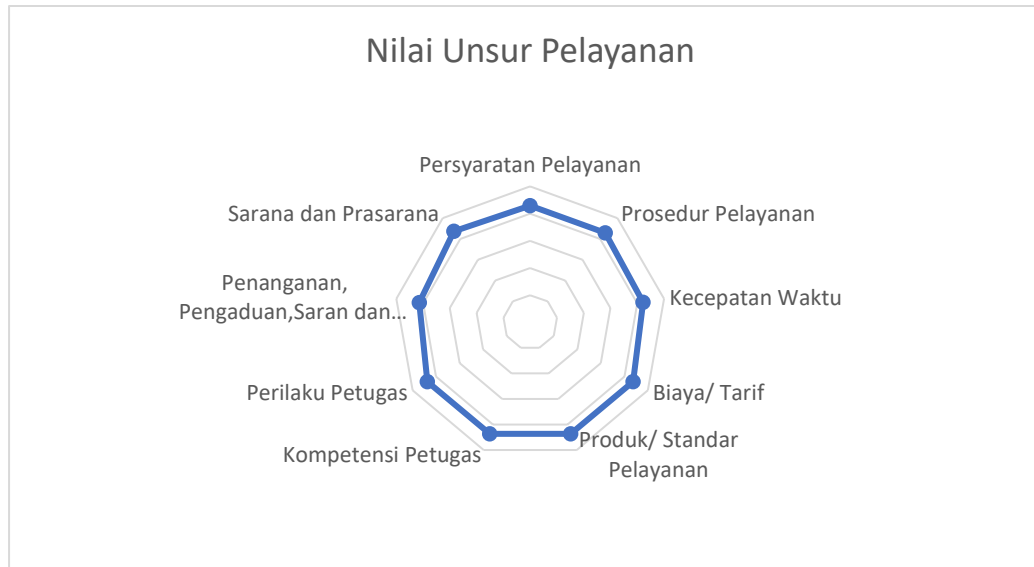 Nilai Unsur Pelayanan
Persyaratan Pelayanan
Prosedur Pelayanan
Kecepatan Waktu
Biaya/ Tarif
Produk/ Standar
Pelayanan
Kompetensi Petugas
Perilaku Petugas
Penanganan,
Pengaduan,Saran dan…
Sarana dan Prasarana